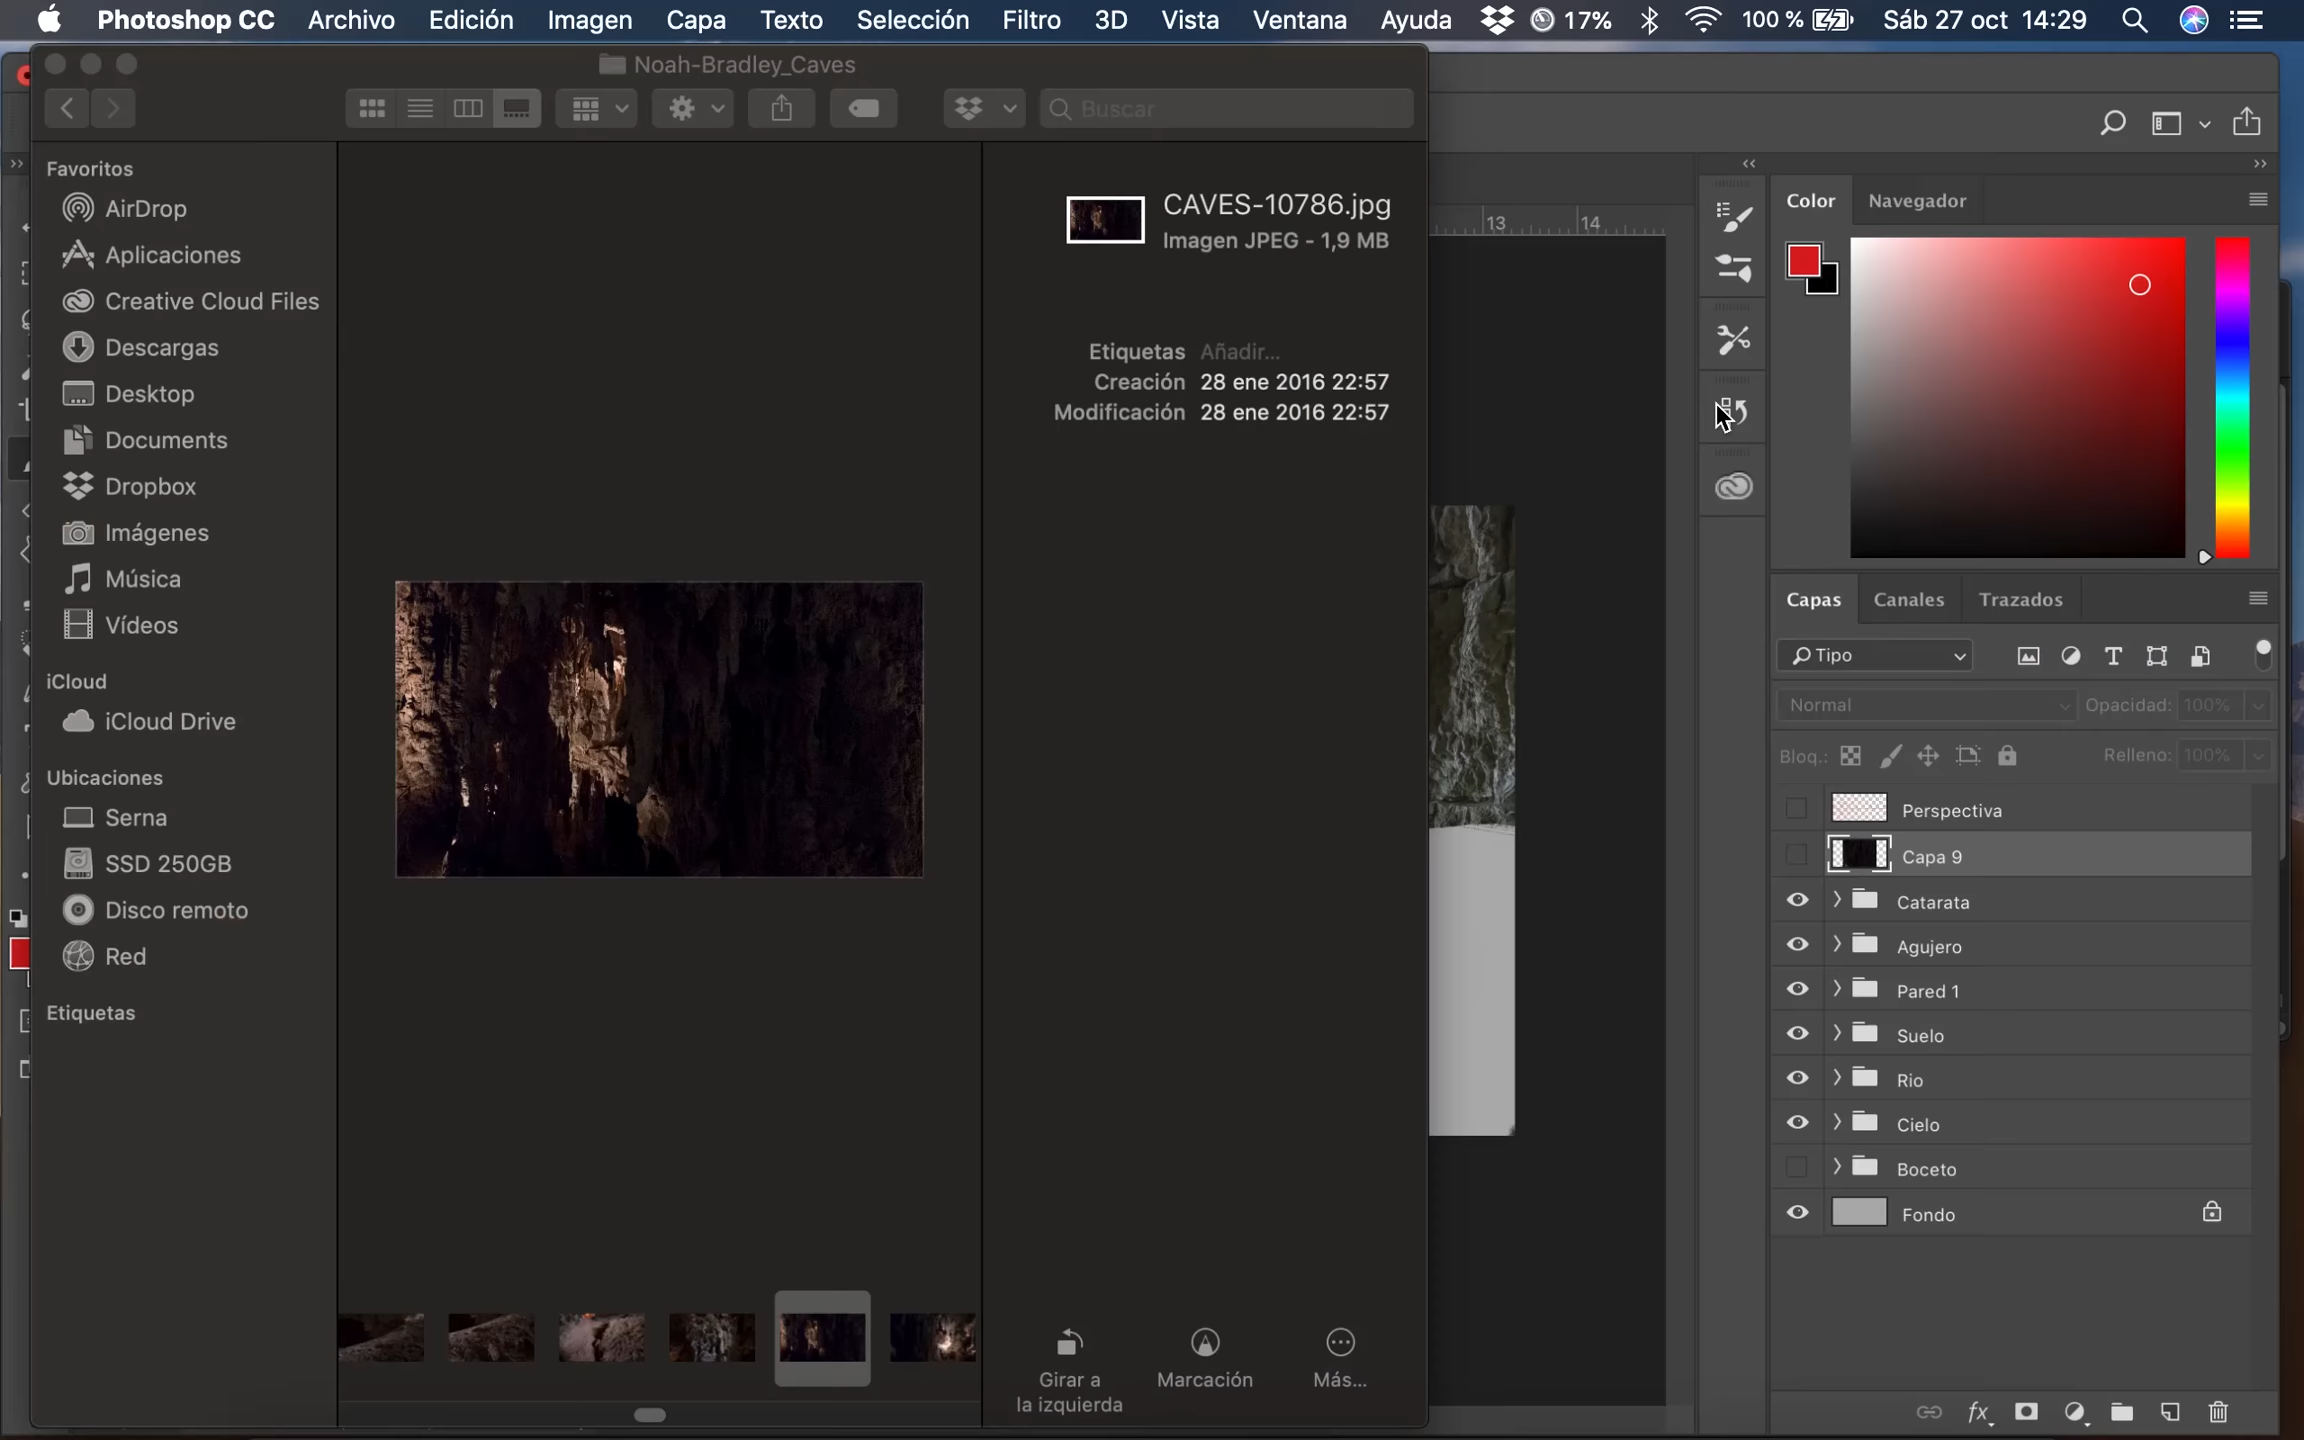 Photoshop CC Archivo Edición Imagen Capa Texto Selección Filtro 3D Vista Ventana Ayuda 17% 100 % Sáb 27 oct 14:29
Noah-Bradley_Caves
Buscar
Favoritos
AirDrop
Aplicaciones
Creative Cloud Files
Descargas
Desktop
Documents
Dropbox
Imágenes
Música
Vídeos
iCloud
iCloud Drive
Ubicaciones
Serna
SSD 250GB
Disco remoto
Red
Etiquetas
CAVES-10786.jpg
Imagen JPEG - 1,9 MB
Etiquetas Añadir...
Creación 28 ene 2016 22:57
Modificación 28 ene 2016 22:57
Girar a
la izquierda
Marcación
Más...
13 14
Color Navegador
Capas Canales Trazados
Tipo
Normal Opacidad: 100%
Bloq.: Relleno: 100%
Perspectiva
Capa 9
Catarata
Agujero
Pared 1
Suelo
Rio
Cielo
Boceto
Fondo
fx